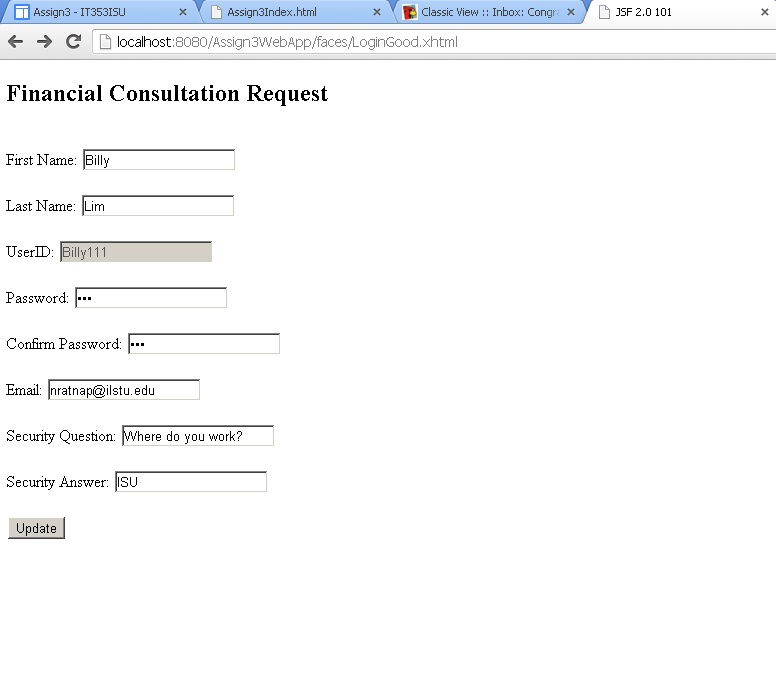 Assign3 - IT353ISU
Assign3Index.html
Classic View :: Inbox: Congra
JSF 2.0 101
localhost:8080/Assign3WebApp/faces/LoginGood.xhtml
Financial Consultation Request
First Name: Billy
Last Name: Lim
UserID: Billy111
Password: •••
Confirm Password: •••
Email: nratnap@ilstu.edu
Security Question: Where do you work?
Security Answer: ISU
Update